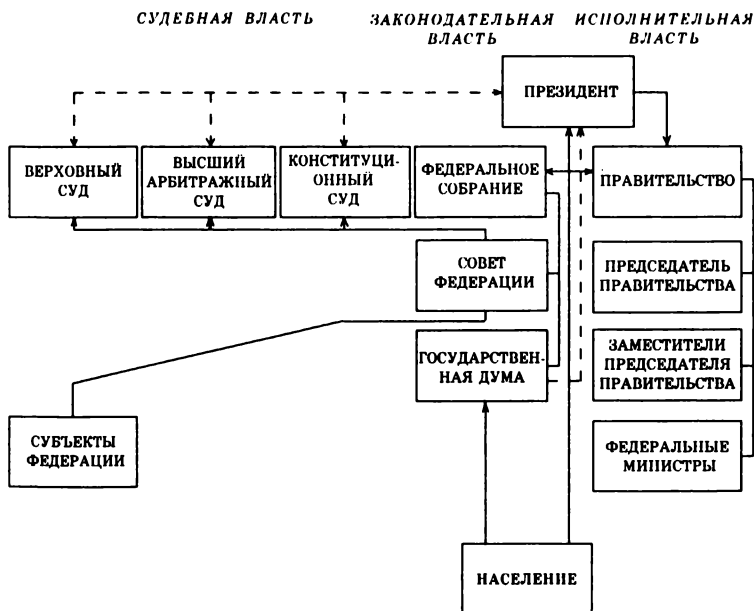 СУДЕБНАЯ ВЛАСТЬ
ЗАКОНОДАТЕЛЬНАЯ
ВЛАСТЬ
ИСПОЛНИТЕЛЬНАЯ
ВЛАСТЬ
ПРЕЗИДЕНТ
ВЕРХОВНЫЙ
СУД
ВЫСШИЙ
АРБИТРАЖНЫЙ
СУД
КОНСТИТУЦИ-
ОННЫЙ
СУД
ФЕДЕРАЛЬНОЕ
СОБРАНИЕ
ПРАВИТЕЛЬСТВО
СОВЕТ
ФЕДЕРАЦИИ
ПРЕДСЕДАТЕЛЬ
ПРАВИТЕЛЬСТВА
ГОСУДАРСТВЕН-
НАЯ ДУМА
ЗАМЕСТИТЕЛИ
ПРЕДСЕДАТЕЛЯ
ПРАВИТЕЛЬСТВА
СУБЪЕКТЫ
ФЕДЕРАЦИИ
ФЕДЕРАЛЬНЫЕ
МИНИСТРЫ
НАСЕЛЕНИЕ